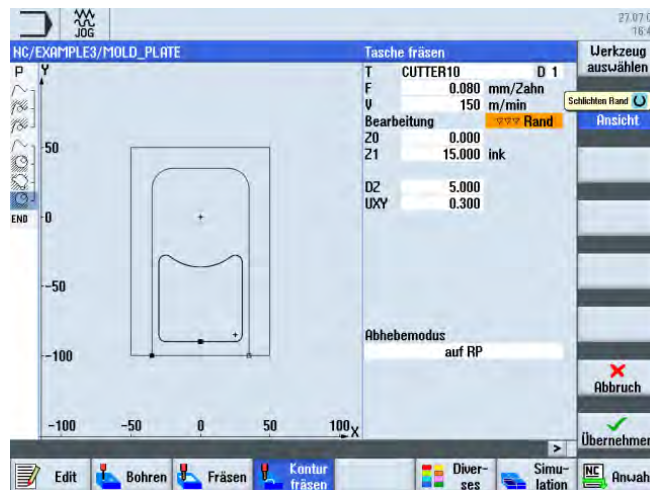 27.07.0
JOG
16:4
NC/EXAMPLE3/MOLD_PLATE
Tasche fräsen
Werkzeug
auswählen
P
Y
T CUTTER10 D 1
F 0.080 mm/Zahn
V 150 m/min
Schlichten Rand
Bearbeitung ▽▽▽ Rand
Ansicht
Z0 0.000
Z1 15.000 ink
DZ 5.000
UXY 0.300
50
0
END
-50
-100
Abhebemodus
auf RP
Abbruch
-100 -50 0 50 100 X
Übernehmen
>
Edit
Bohren
Fräsen
Kontur
fräsen
Diver-
ses
Simu-
lation
NC
Anwah